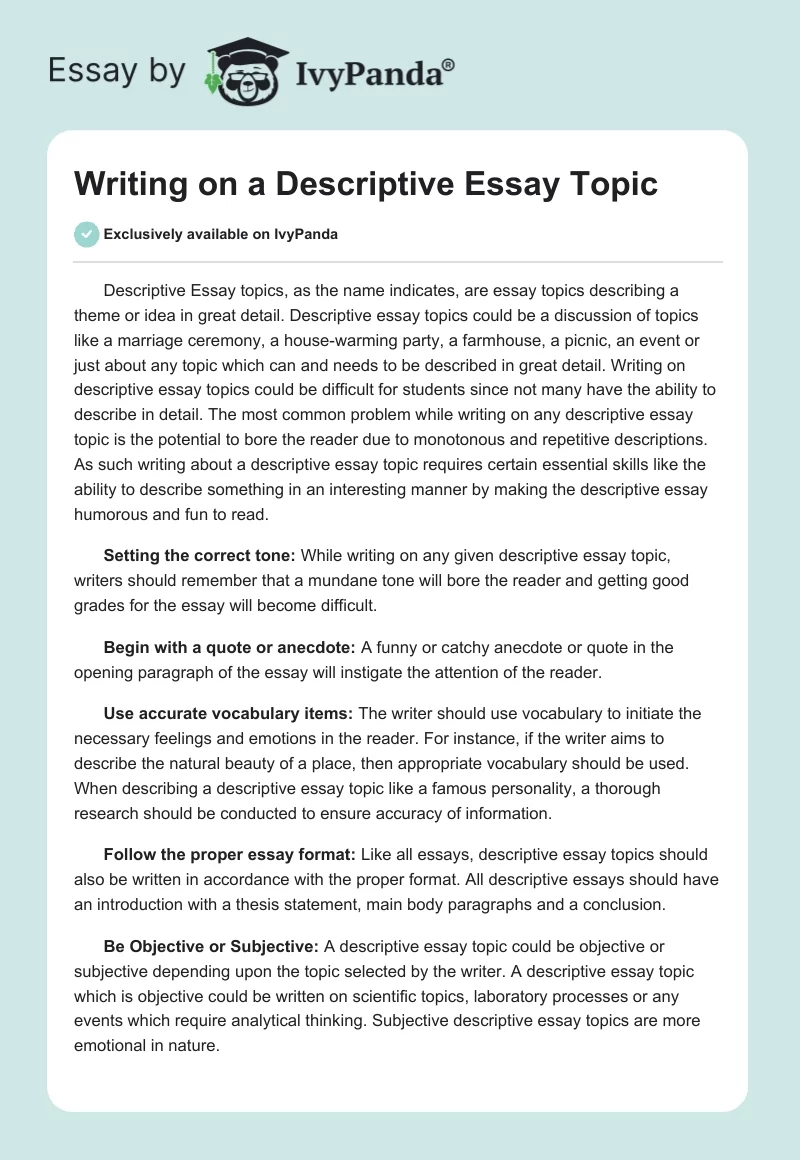 Essay by IvyPanda®
Writing on a Descriptive Essay Topic
Exclusively available on IvyPanda
Descriptive Essay topics, as the name indicates, are essay topics describing a
theme or idea in great detail. Descriptive essay topics could be a discussion of topics
like a marriage ceremony, a house-warming party, a farmhouse, a picnic, an event or
just about any topic which can and needs to be described in great detail. Writing on
descriptive essay topics could be difficult for students since not many have the ability to
describe in detail. The most common problem while writing on any descriptive essay
topic is the potential to bore the reader due to monotonous and repetitive descriptions.
As such writing about a descriptive essay topic requires certain essential skills like the
ability to describe something in an interesting manner by making the descriptive essay
humorous and fun to read.
Setting the correct tone: While writing on any given descriptive essay topic,
writers should remember that a mundane tone will bore the reader and getting good
grades for the essay will become difficult.
Begin with a quote or anecdote: A funny or catchy anecdote or quote in the
opening paragraph of the essay will instigate the attention of the reader.
Use accurate vocabulary items: The writer should use vocabulary to initiate the
necessary feelings and emotions in the reader. For instance, if the writer aims to
describe the natural beauty of a place, then appropriate vocabulary should be used.
When describing a descriptive essay topic like a famous personality, a thorough
research should be conducted to ensure accuracy of information.
Follow the proper essay format: Like all essays, descriptive essay topics should
also be written in accordance with the proper format. All descriptive essays should have
an introduction with a thesis statement, main body paragraphs and a conclusion.
Be Objective or Subjective: A descriptive essay topic could be objective or
subjective depending upon the topic selected by the writer. A descriptive essay topic
which is objective could be written on scientific topics, laboratory processes or any
events which require analytical thinking. Subjective descriptive essay topics are more
emotional in nature.